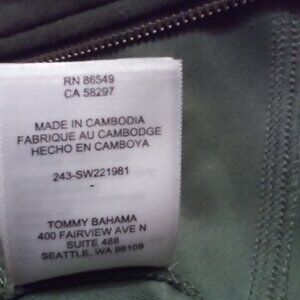 RN 86549
CA 58297
MADE IN CAMBODIA
FABRIQUE AU CAMBODGE
HECHO EN CAMBOYA
243-SW221981
-
TOMMY BAHAMA
400 FAIRVIEW AVE N
SUITE 488
SEATTLE, WA 98109